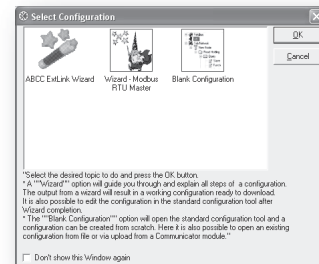 Select Configuration
OK
Cancel
ABCC ExtLink Wizard
Wizard - Modbus
RTU Master
Blank Configuration
"Select the desired topic to do and press the OK button.
* A ""Wizard"" option will guide you through and explain all steps of a configuration.
The output from a wizard will result in a working configuration ready to download.
It is also possible to edit the configuration in the standard configuration tool after
Wizard completion.
* The ""Blank Configuration"" option will open the standard configuration tool and a
configuration can be created from scratch. Here it is also possible to open an existing
configuration from file or via upload from a Communicator module."
Don't show this Window again